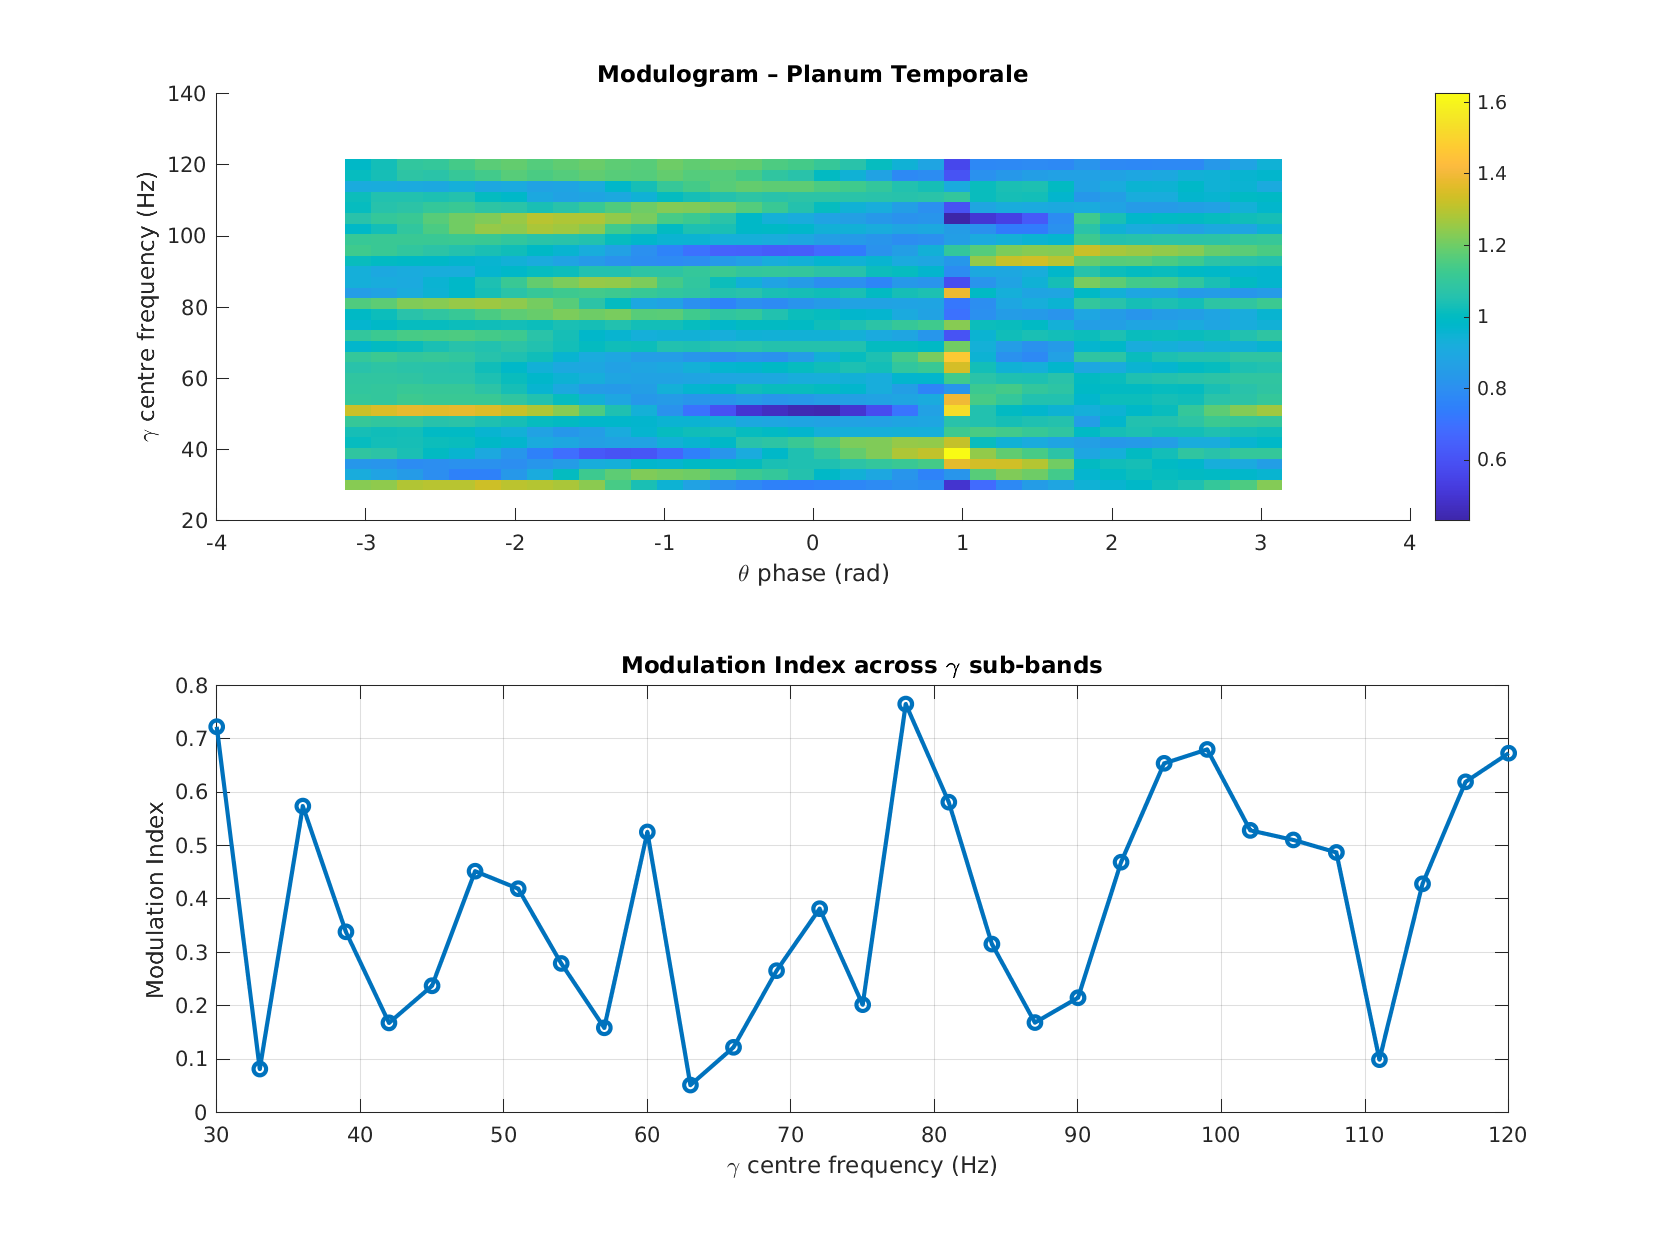 Modulogram – Planum Temporale
γ centre frequency (Hz)
140
120
100
80
60
40
20
-4 -3 -2 -1 0 1 2 3 4
θ phase (rad)
1.6
1.4
1.2
1
0.8
0.6
Modulation Index across γ sub-bands
Modulation Index
0.8
0.7
0.6
0.5
0.4
0.3
0.2
0.1
0
30 40 50 60 70 80 90 100 110 120
γ centre frequency (Hz)